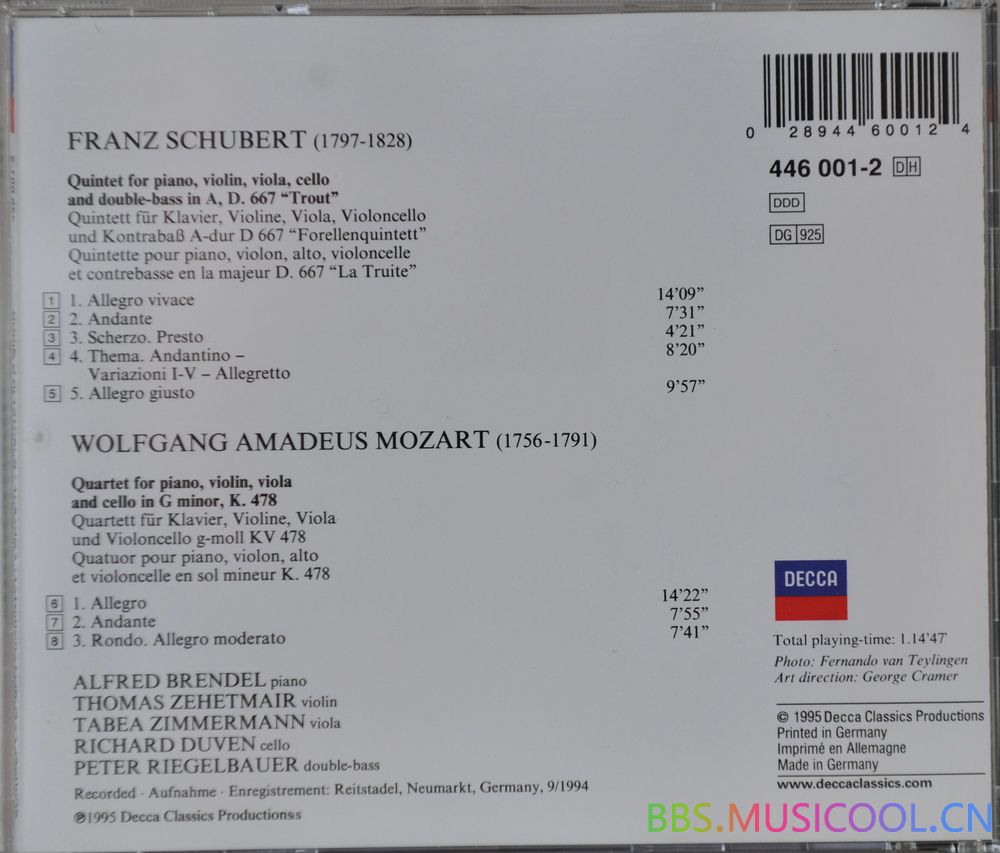 FRANZ SCHUBERT (1797-1828)
Quintet for piano, violin, viola, cello
and double-bass in A, D. 667 “Trout”
Quintett für Klavier, Violine, Viola, Violoncello
und Kontrabaß A-dur D 667 “Forellenquintett”
Quintette pour piano, violon, alto, violoncelle
et contrebasse en la majeur D. 667 “La Truite”
1 1. Allegro vivace 14’09”
2 2. Andante 7’31”
3 3. Scherzo. Presto 4’21”
4 4. Thema. Andantino – 8’20”
Variazioni I-V – Allegretto
5 5. Allegro giusto 9’57”
WOLFGANG AMADEUS MOZART (1756-1791)
Quartet for piano, violin, viola
and cello in G minor, K. 478
Quartett für Klavier, Violine, Viola
und Violoncello g-moll KV 478
Quatuor pour piano, violon, alto
et violoncelle en sol mineur K. 478
6 1. Allegro 14’22”
7 2. Andante 7’55”
8 3. Rondo. Allegro moderato 7’41”
ALFRED BRENDEL piano
THOMAS ZEHETMAIR violin
TABEA ZIMMERMANN viola
RICHARD DUVEN cello
PETER RIEGELBAUER double-bass
Recorded · Aufnahme · Enregistrement: Reitstadel, Neumarkt, Germany, 9/1994
℗1995 Decca Classics Productions
0 28944 60012 4
446 001-2 DH
DDD
DG 925
DECCA
Total playing-time: 1.14’47’
Photo: Fernando van Teylingen
Art direction: George Cramer
© 1995 Decca Classics Productions
Printed in Germany
Imprimé en Allemagne
Made in Germany
www.deccaclassics.com
BBS.MUSICOOL.CN